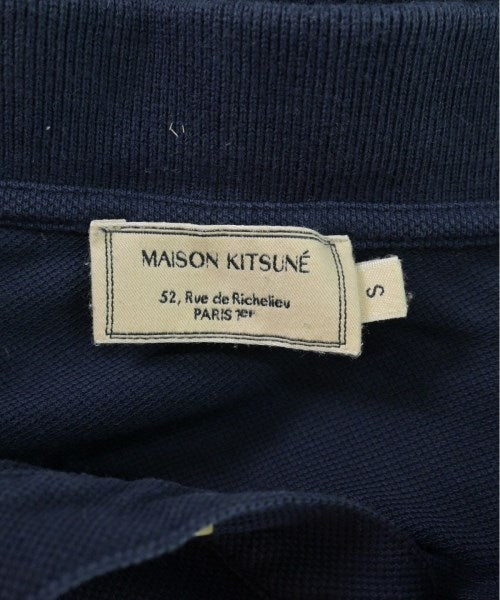 MAISON KITSUNÉ
52, Rue de Richelieu
PARIS 1er
S